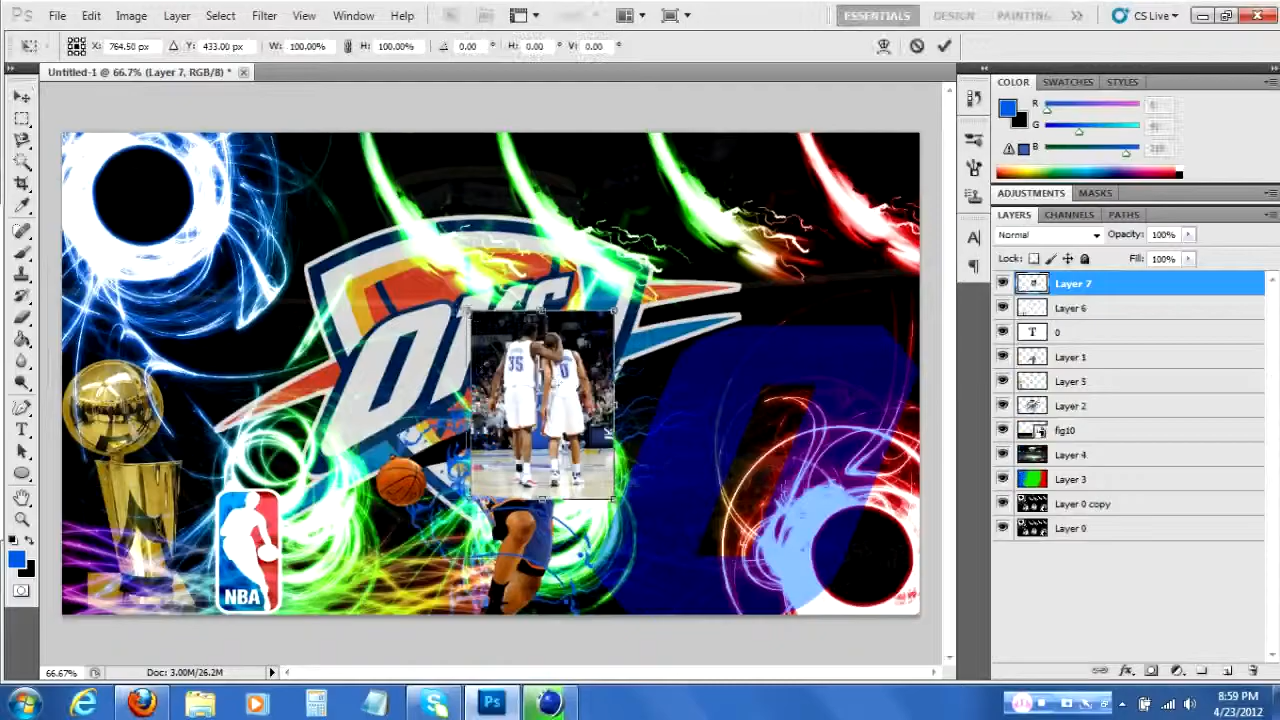 Ps File Edit Image Layer Select Filter View Window Help ESSENTIALS DESIGN PAINTING CS Live
X: 764.50 px Y: 433.00 px W: 100.00% H: 100.00% 0.00 ° H: 0.00 ° V: 0.00 °
Untitled-1 @ 66.7% (Layer 7, RGB/8) *
COLOR SWATCHES STYLES
R
G
B
ADJUSTMENTS MASKS
LAYERS CHANNELS PATHS
Normal Opacity: 100%
Lock: Fill: 100%
Layer 7
Layer 6
T 0
Layer 1
Layer 5
Layer 2
fig10
Layer 4
Layer 3
Layer 0 copy
Layer 0
35 0
NBA
66.67% Doc: 3.00M/26.2M
Ps
8:59 PM
4/23/2012